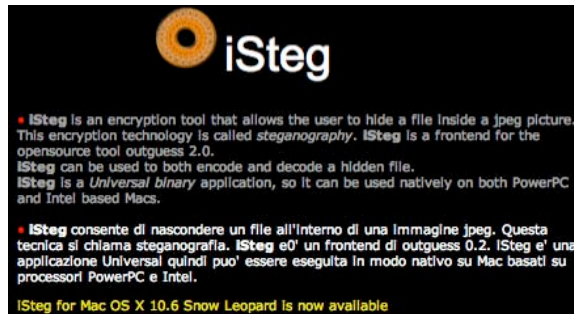 iSteg
• iSteg is an encryption tool that allows the user to hide a file inside a jpeg picture.
This encryption technology is called steganography. iSteg is a frontend for the
opensource tool outguess 2.0.
iSteg can be used to both encode and decode a hidden file.
iSteg is a Universal binary application, so it can be used natively on both PowerPC
and Intel based Macs.
• iSteg consente di nascondere un file all'interno di una immagine jpeg. Questa
tecnica si chiama steganografia. iSteg e0' un frontend di outguess 0.2. iSteg e' una
applicazione Universal quindi puo' essere eseguita in modo nativo su Mac basati su
processori PowerPC e Intel.
iSteg for Mac OS X 10.6 Snow Leopard is now available